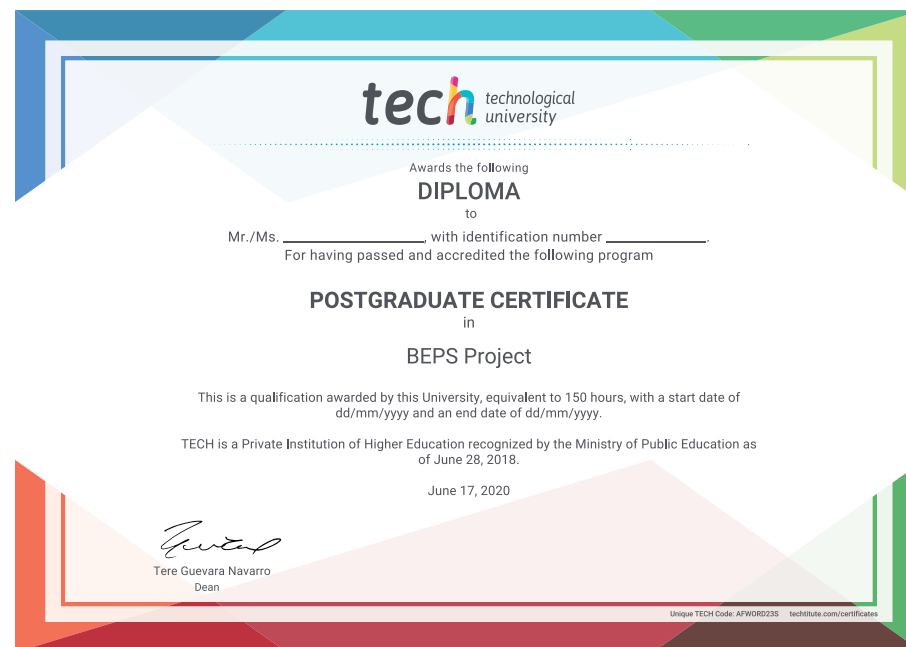 tech technological
university
Awards the following
DIPLOMA
to
Mr./Ms. ____________________, with identification number ______________.
For having passed and accredited the following program
POSTGRADUATE CERTIFICATE
in
BEPS Project
This is a qualification awarded by this University, equivalent to 150 hours, with a start date of
dd/mm/yyyy and an end date of dd/mm/yyyy.
TECH is a Private Institution of Higher Education recognized by the Ministry of Public Education as
of June 28, 2018.
June 17, 2020
Tere Guevara Navarro
Dean
Unique TECH Code: AFWORD23S techtitute.com/certificates